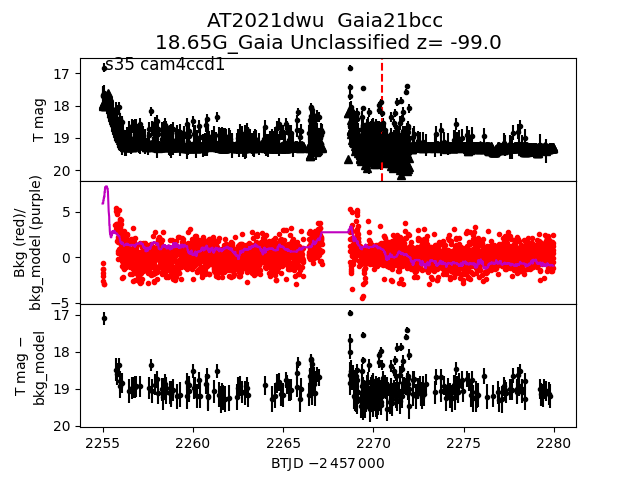 AT2021dwu  Gaia21bcc
18.65G_Gaia Unclassified z= -99.0
s35 cam4ccd1
17
18
19
20
T mag
5
0
−5
Bkg (red)/
bkg_model (purple)
17
18
19
20
T mag −
bkg_model
2255
2260
2265
2270
2275
2280
BTJD −2 457 000